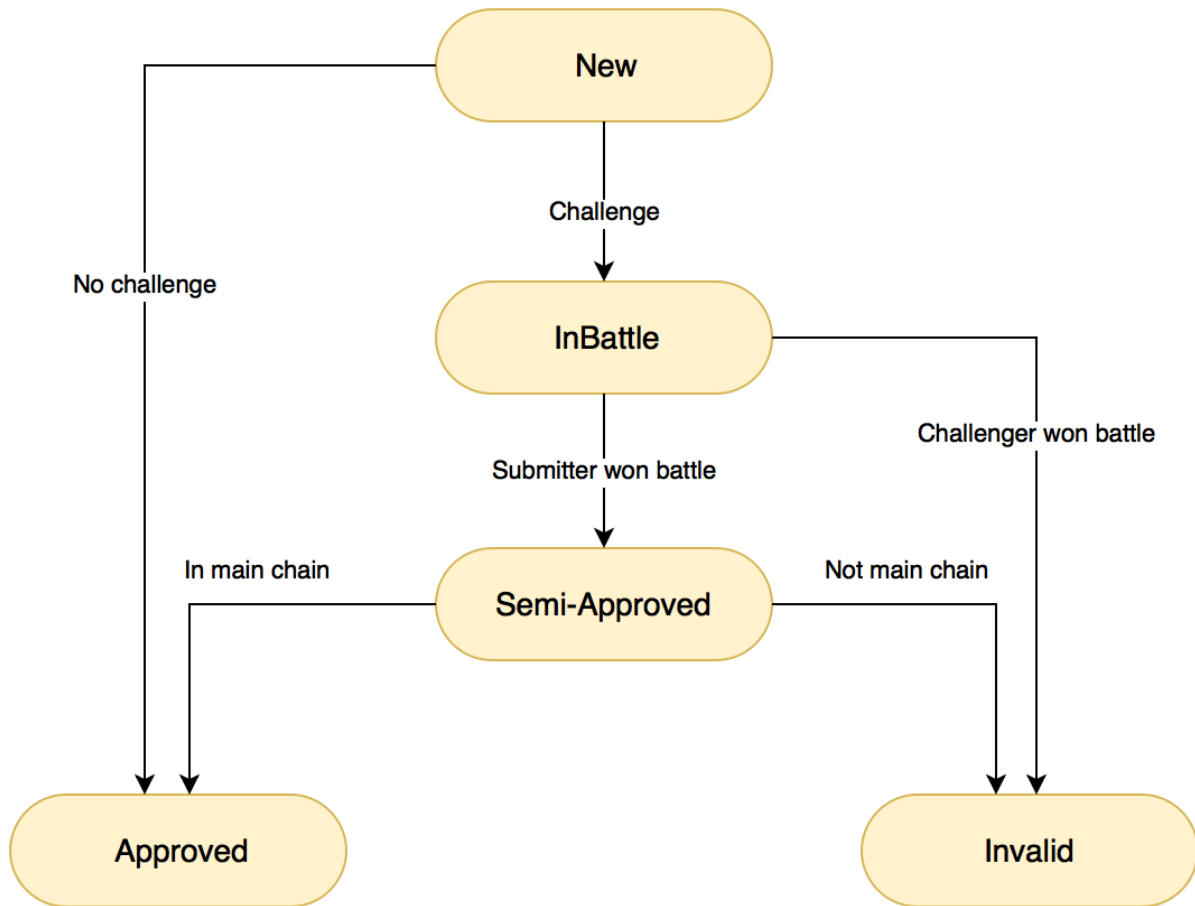 New
Challenge
No challenge
InBattle
Challenger won battle
Submitter won battle
In main chain
Not main chain
Semi-Approved
Approved
Invalid